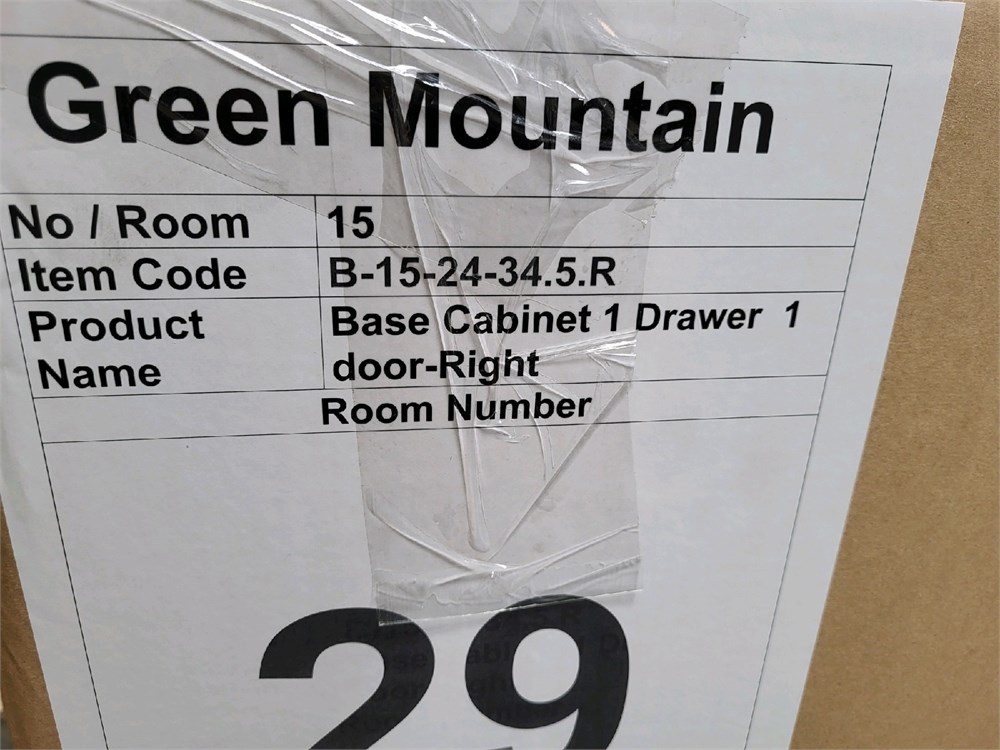 Green Mountain
No / Room 15
Item Code B-15-24-34.5.R
Product Base Cabinet 1 Drawer 1
Name door-Right
Room Number
29